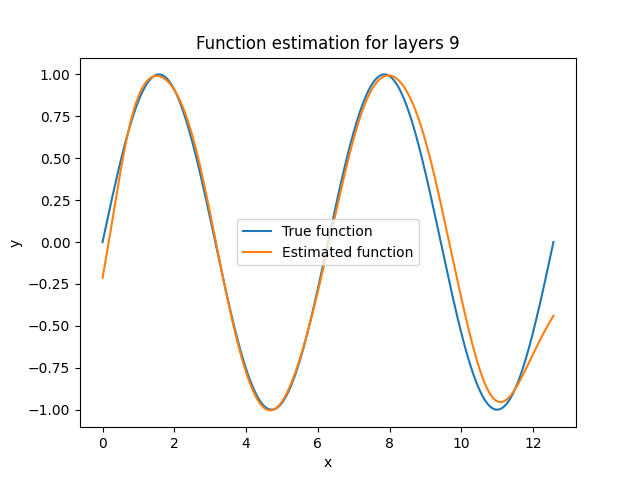 Function estimation for layers 9
y
1.00
0.75
0.50
0.25
0.00
−0.25
−0.50
−0.75
−1.00
True function
Estimated function
0 2 4 6 8 10 12
x